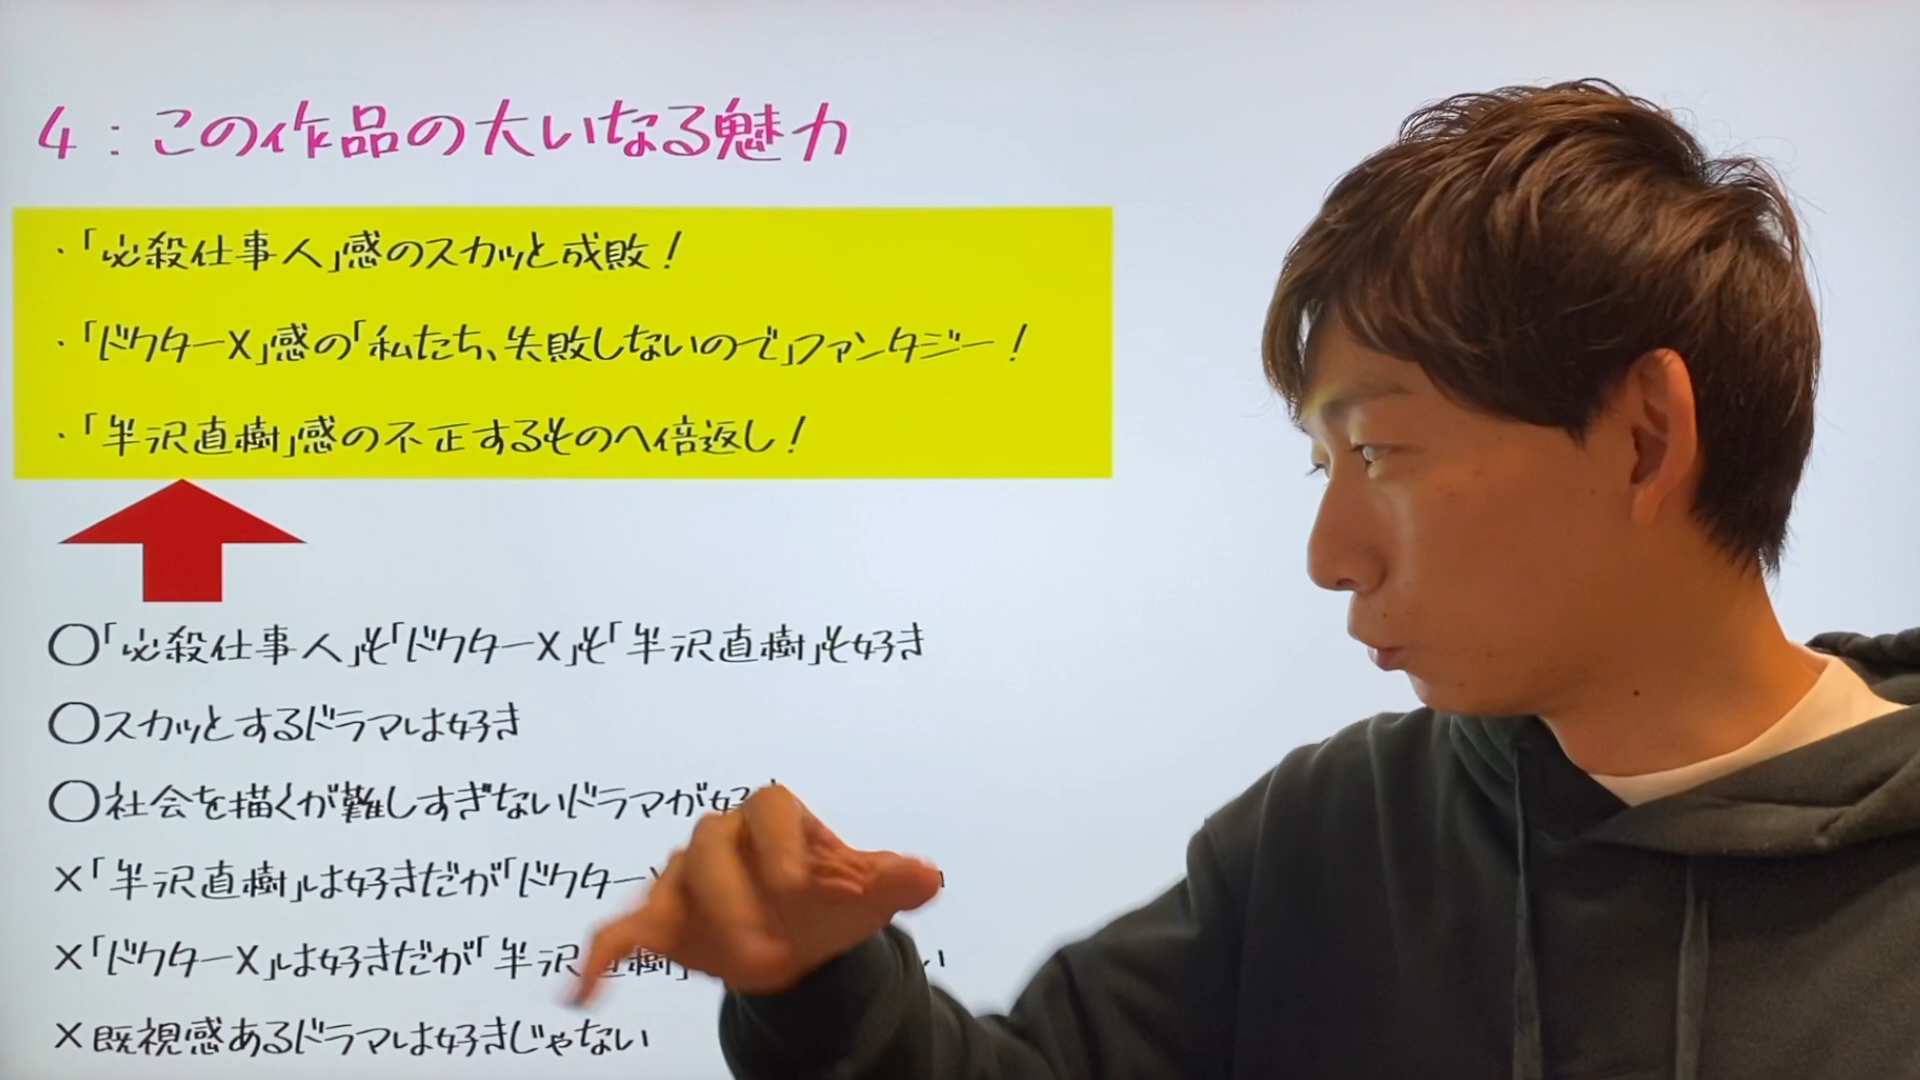 4：この作品の大いなる魅力
・「必殺仕事人」感のスカッと成敗！
・「ドクターX」感の「私たち、失敗しないので」ファンタジー！
・「半沢直樹」感の不正するものへ倍返し！
〇「必殺仕事人」も「ドクターX」も「半沢直樹」も好き
〇スカッとするドラマは好き
〇社会を描くが難しすぎないドラマが好
×「半沢直樹」は好きだが「ドクター
×「ドクターX」は好きだが「半沢直樹」 い
×既視感あるドラマは好きじゃない